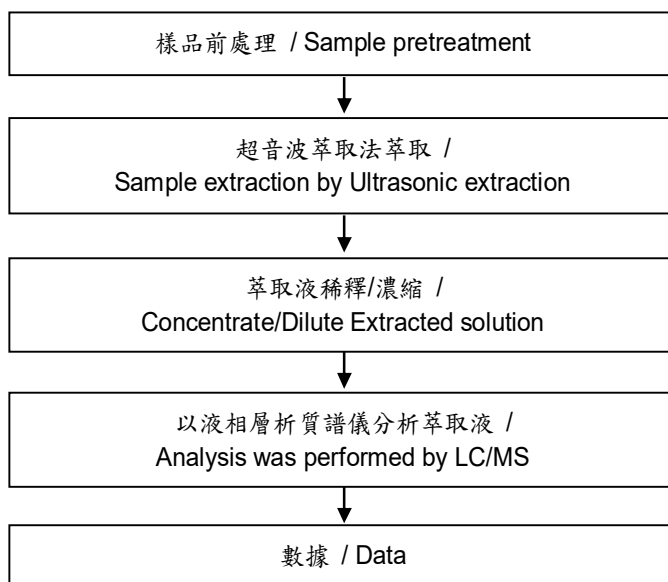 樣品前處理 / Sample pretreatment
超音波萃取法萃取 /
Sample extraction by Ultrasonic extraction
萃取液稀釋/濃縮 /
Concentrate/Dilute Extracted solution
以液相層析質譜儀分析萃取液 /
Analysis was performed by LC/MS
數據 / Data